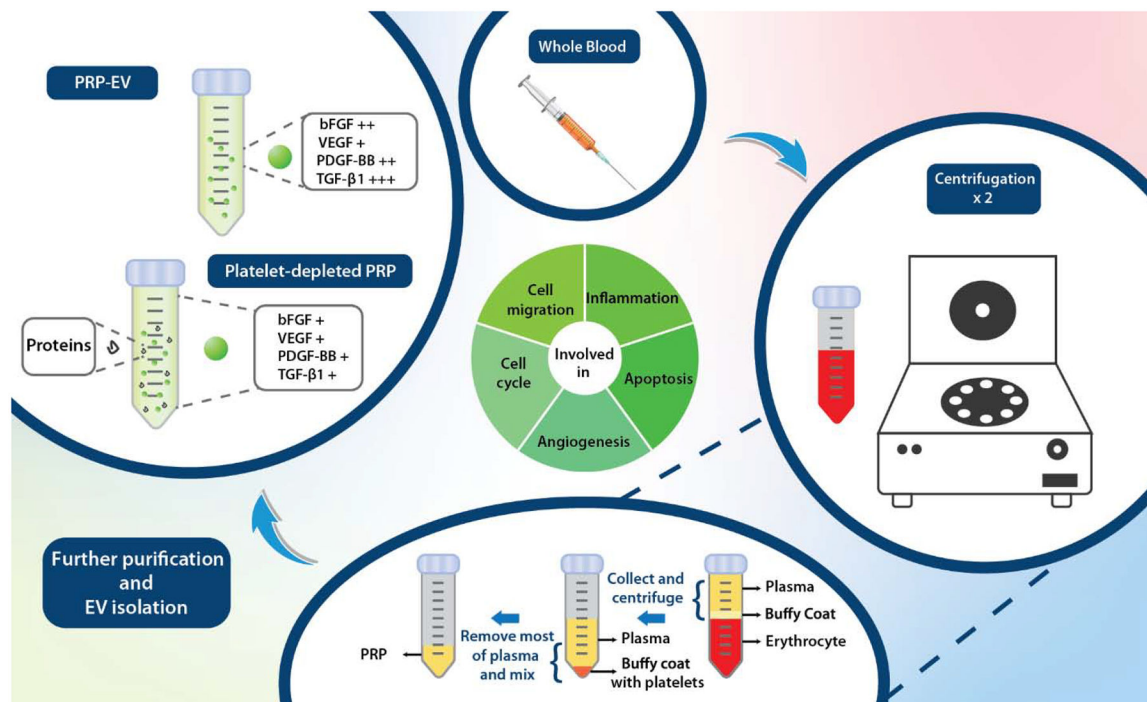 Whole Blood
Centrifugation
x 2
Plasma
Buffy Coat
Erythrocyte
Collect and
centrifuge
Plasma
Buffy coat
with platelets
Remove most
of plasma
and mix
PRP
Further purification
and
EV isolation
PRP-EV
bFGF ++
VEGF +
PDGF-BB ++
TGF-β1 +++
Platelet-depleted PRP
Proteins
bFGF +
VEGF +
PDGF-BB +
TGF-β1 +
Involved
in
Cell
migration
Inflammation
Apoptosis
Angiogenesis
Cell
cycle